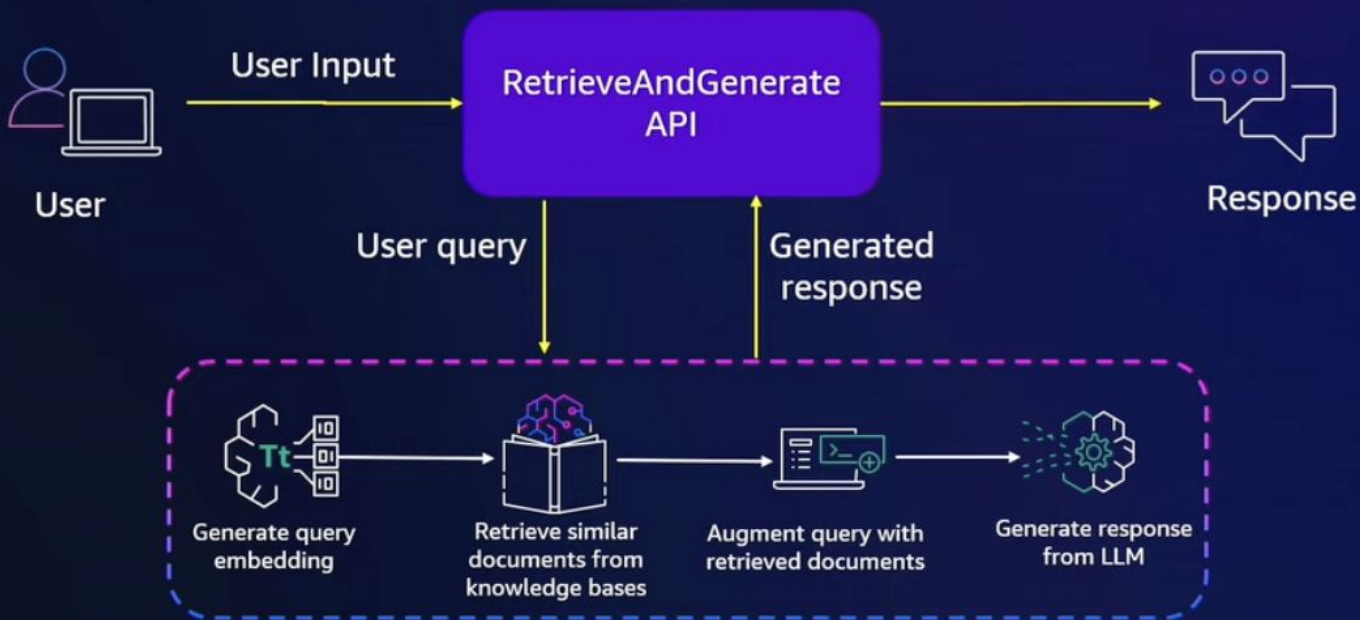 User Input
RetrieveAndGenerate
API
User
Response
User query
Generated
response
Tt
Generate query
embedding
Retrieve similar
documents from
knowledge bases
Augment query with
retrieved documents
Generate response
from LLM